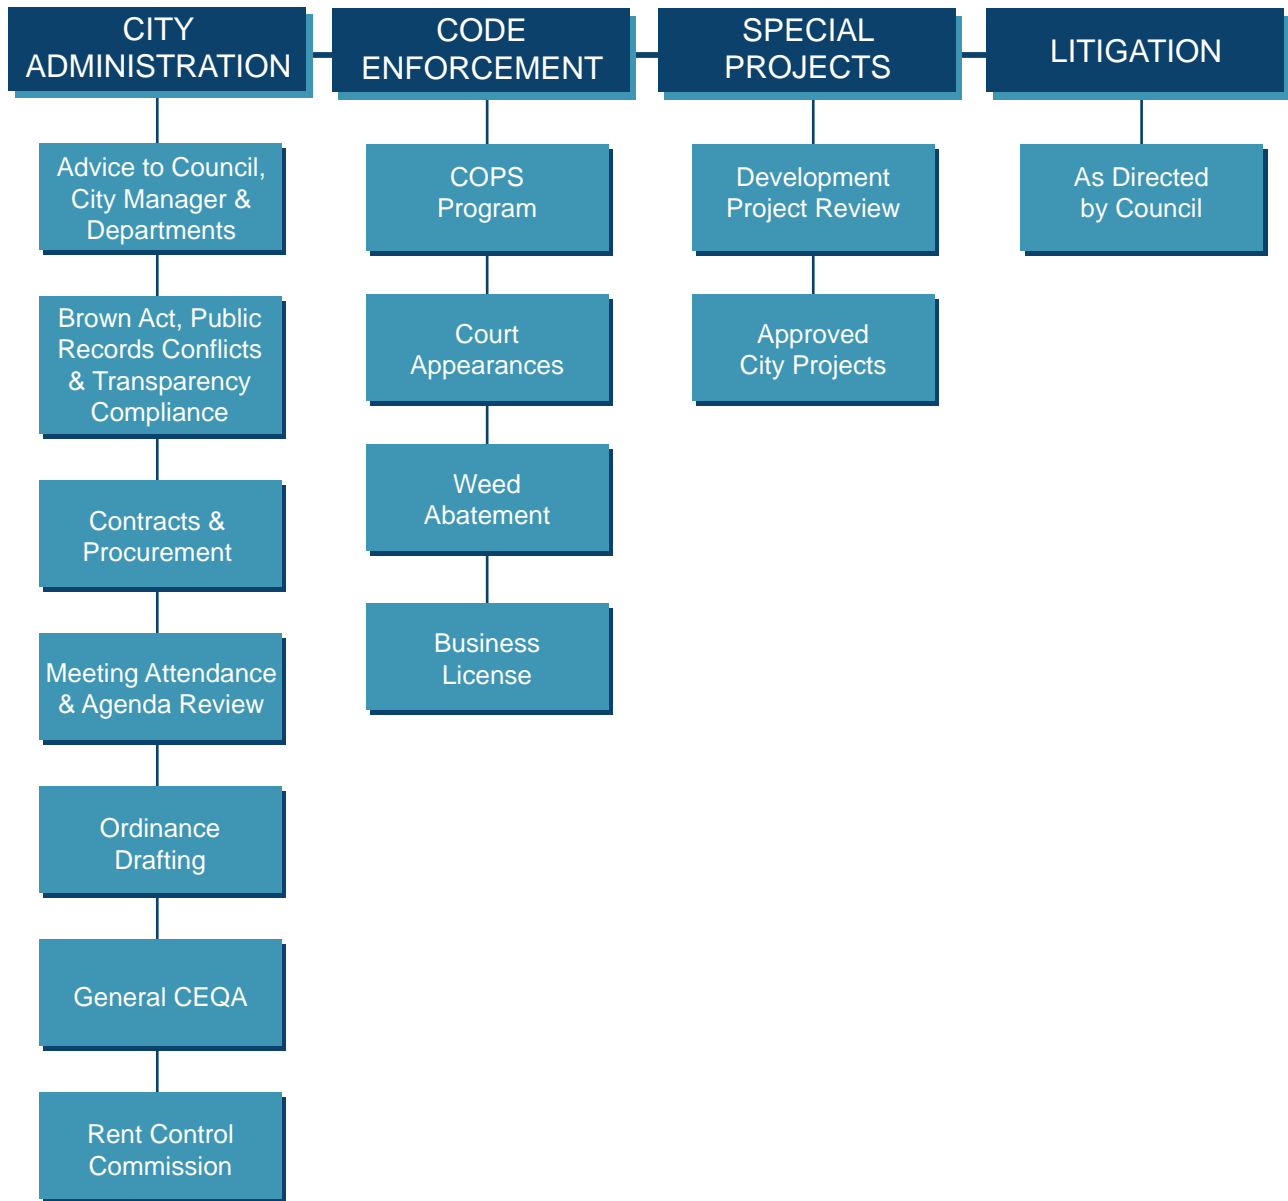 CITY
ADMINISTRATION
CODE
ENFORCEMENT
SPECIAL
PROJECTS
LITIGATION
Advice to Council,
City Manager &
Departments
Brown Act, Public
Records Conflicts
& Transparency
Compliance
Contracts &
Procurement
Meeting Attendance
& Agenda Review
Ordinance
Drafting
General CEQA
Rent Control
Commission
COPS
Program
Court
Appearances
Weed
Abatement
Business
License
Development
Project Review
Approved
City Projects
As Directed
by Council